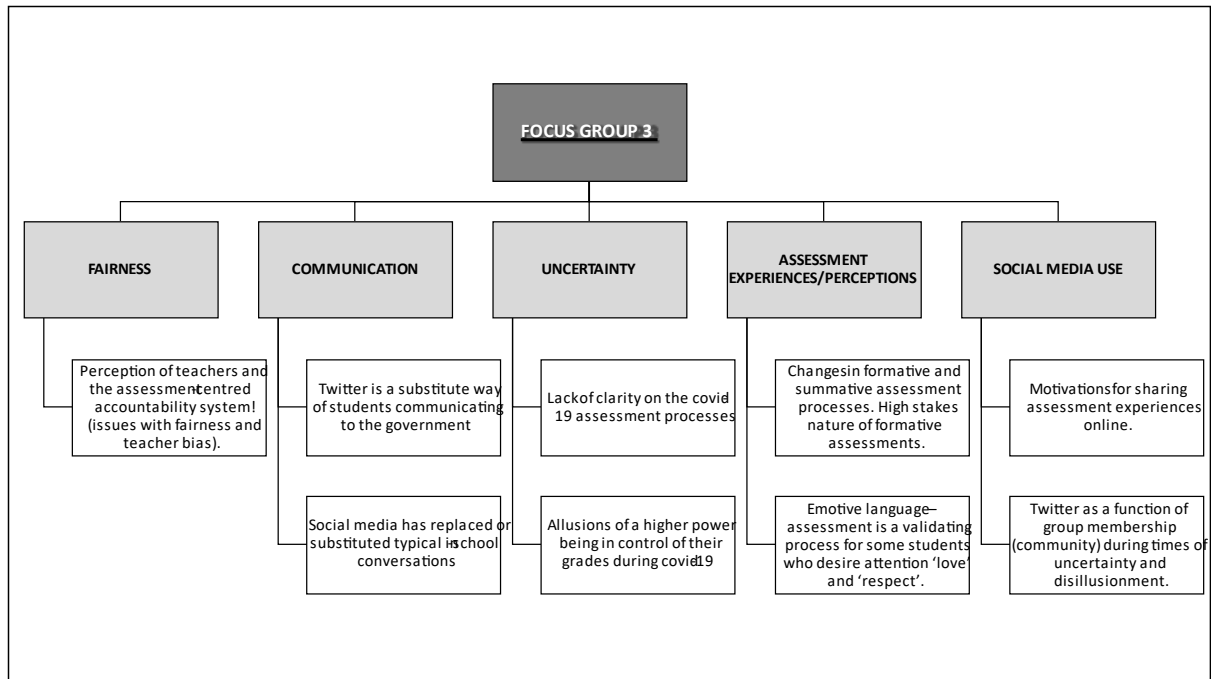 FOCUS GROUP 3
FAIRNESS
COMMUNICATION
UNCERTAINTY
ASSESSMENT
EXPERIENCES/PERCEPTIONS
SOCIAL MEDIA USE
Perception of teachers and
the assessment-centred
accountability system!
(issues with fairness and
teacher bias).
Twitter is a substitute way
of students communicating
to the government
Social media has replaced or
substituted typical in-school
conversations
Lack of clarity on the covid-
19 assessment processes
Allusions of a higher power
being in control of their
grades during covid-19
Changes in formative and
summative assessment
processes. High stakes
nature of formative
assessments.
Emotive language –
assessment is a validating
process for some students
who desire attention ‘love’
and ‘respect’.
Motivations for sharing
assessment experiences
online.
Twitter as a function of
group membership
(community) during times of
uncertainty and
disillusionment.